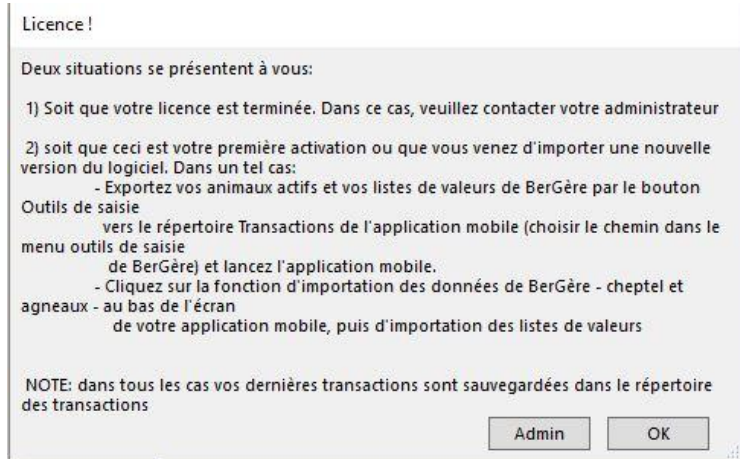 Licence !
Deux situations se présentent à vous:
1) Soit que votre licence est terminée. Dans ce cas, veuillez contacter votre administrateur
2) soit que ceci est votre première activation ou que vous venez d'importer une nouvelle
version du logiciel. Dans un tel cas:
- Exportez vos animaux actifs et vos listes de valeurs de BerGère par le bouton
Outils de saisie
vers le répertoire Transactions de l'application mobile (choisir le chemin dans le
menu outils de saisie
de BerGère) et lancez l'application mobile.
- Cliquez sur la fonction d'importation des données de BerGère - cheptel et
agneaux - au bas de l'écran
de votre application mobile, puis d'importation des listes de valeurs
NOTE: dans tous les cas vos dernières transactions sont sauvegardées dans le répertoire
des transactions
Admin OK